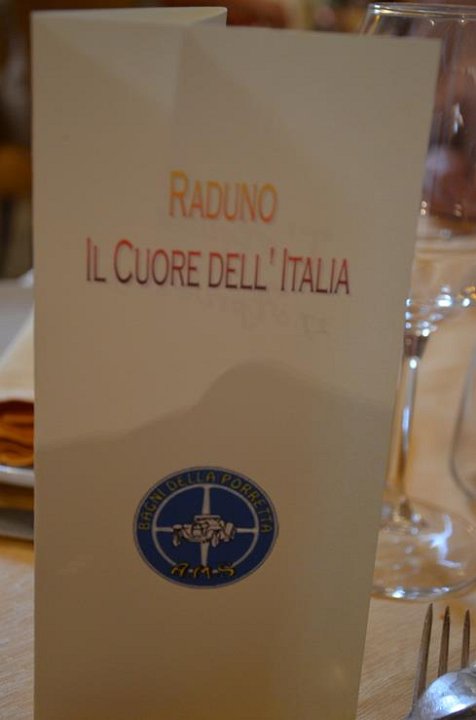 RADUNO
IL CUORE DELL' ITALIA
BAGNI DELLA PORRETTA
A.M.S